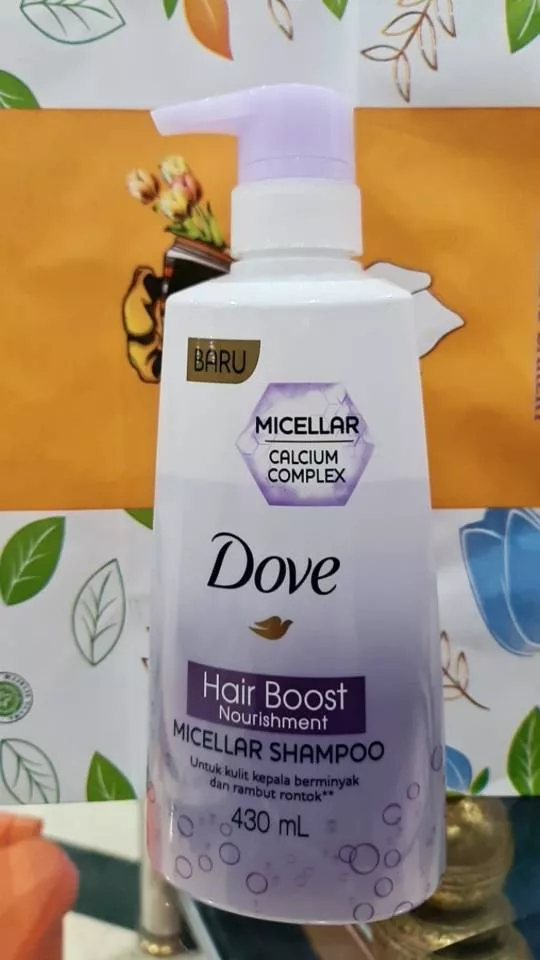 BARU
MICELLAR
CALCIUM
COMPLEX
Dove
Hair Boost
Nourishment
MICELLAR SHAMPOO
Untuk kulit kepala berminyak
dan rambut rontok**
430 mL